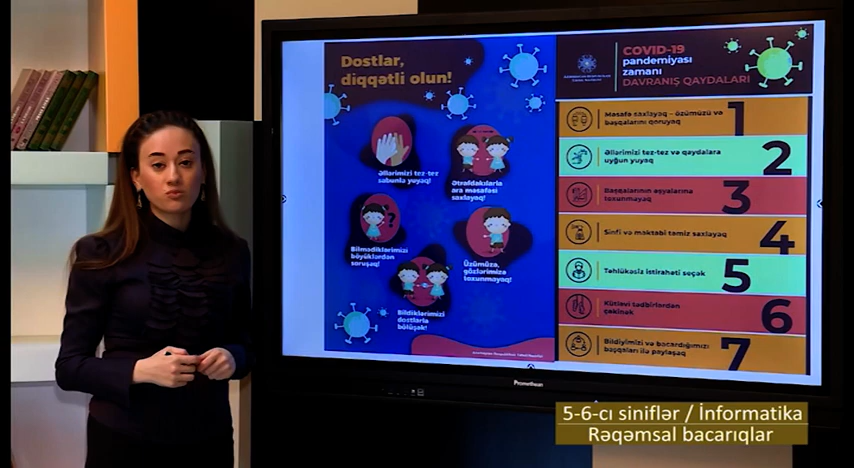 Dostlar,
diqqətli olun!
Əllərimizi tez-tez
sabunla yuyaq!
Ətrafdakılarla
ara məsafəsi
saxlayaq!
Bilmədiklərimizi
böyüklərdən
soruşaq!
Üzümüzə,
gözlərimizə
toxunmayaq!
Bildiklərimizi
dostlarla
bölüşək!
COVID-19
pandemiyası
zamanı
DAVRANIŞ QAYDALARI
Məsafə saxlayaq - özümüzü və
başqalarını qoruyaq
1
Əllərimizi tez-tez və qaydalara
uyğun yuyaq
2
Başqalarının əşyalarına
toxunmayaq
3
Sinfi və məktəbi təmiz saxlayaq
4
Təhlükəsiz istirahəti seçək
5
Kütləvi tədbirlərdən
çəkinək
6
Bildiyimizi və bacardığımızı
başqaları ilə paylaşaq
7
Promethean
5-6-cı siniflər / İnformatika
Rəqəmsal bacarıqlar